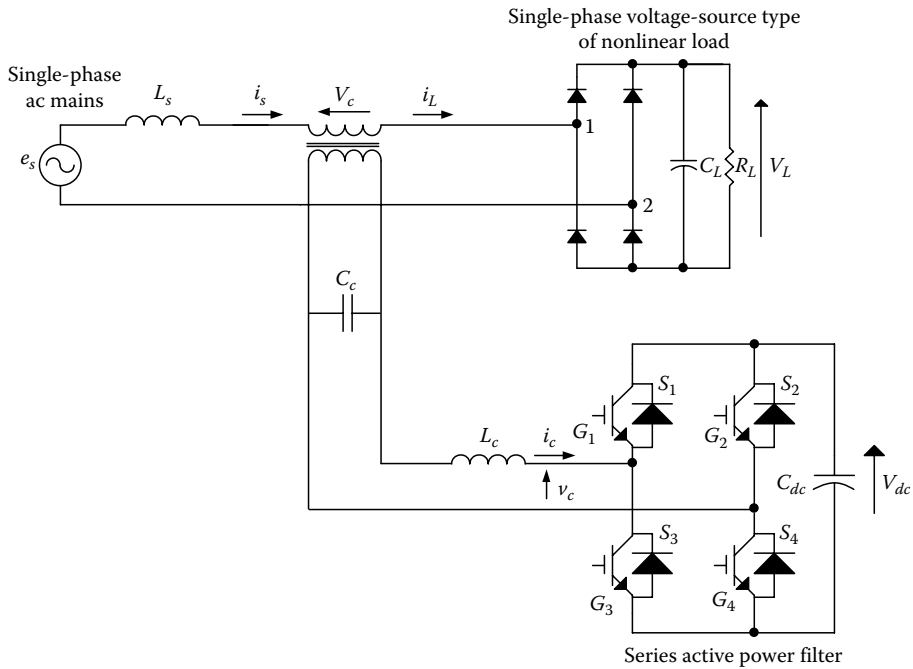 Single-phase voltage-source type
of nonlinear load
Single-phase
ac mains
L_s
i_s
V_c
i_L
1
e_s
C_L
R_L
V_L
2
C_c
S_1
S_2
G_1
G_2
L_c
i_c
v_c
C_dc
V_dc
S_3
S_4
G_3
G_4
Series active power filter